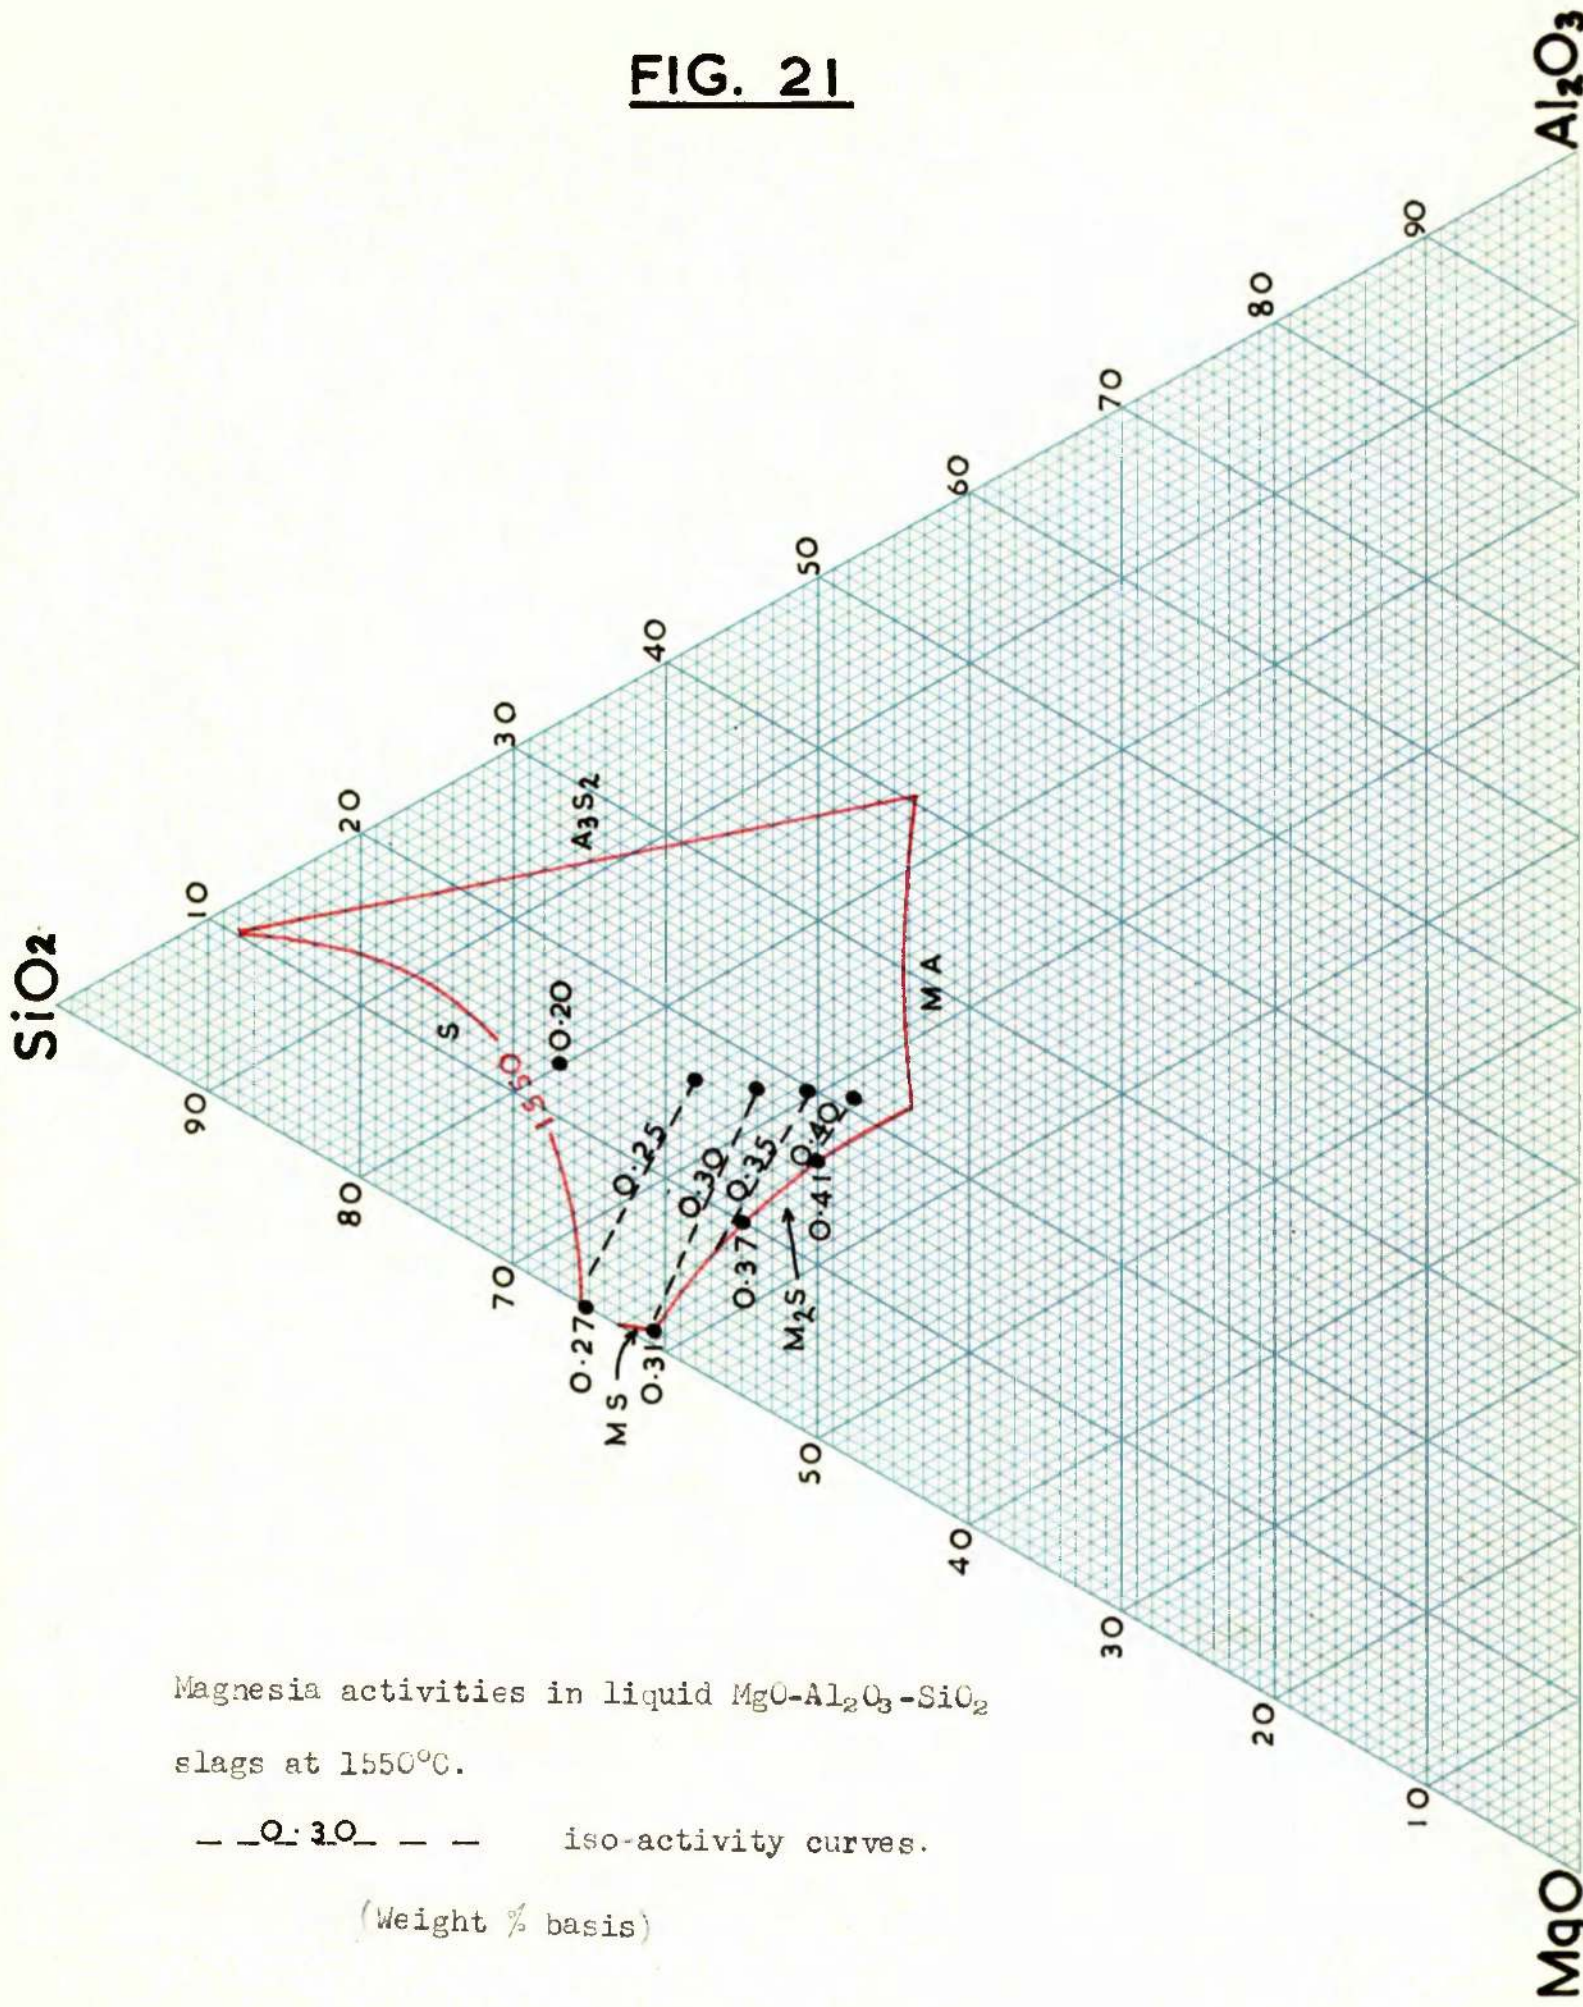 FIG. 21
SiO₂
Al₂O₃
MgO
10
20
30
40
50
60
70
80
90
90
80
70
50
40
30
20
10
S
1550
A₃S₂
MA
M₂S
MS
0·20
0·25
0·30
0·35
0·40
0·27
0·31
0·37
0·41
Magnesia activities in liquid MgO-Al₂O₃-SiO₂
slags at 1550°C.
— —0·30— — — iso-activity curves.
(Weight % basis)